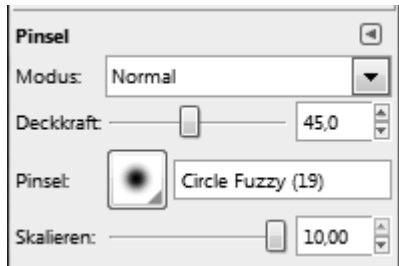 Pinsel
Modus: Normal
Deckkraft: 45,0
Pinsel: Circle Fuzzy (19)
Skalieren: 10,00